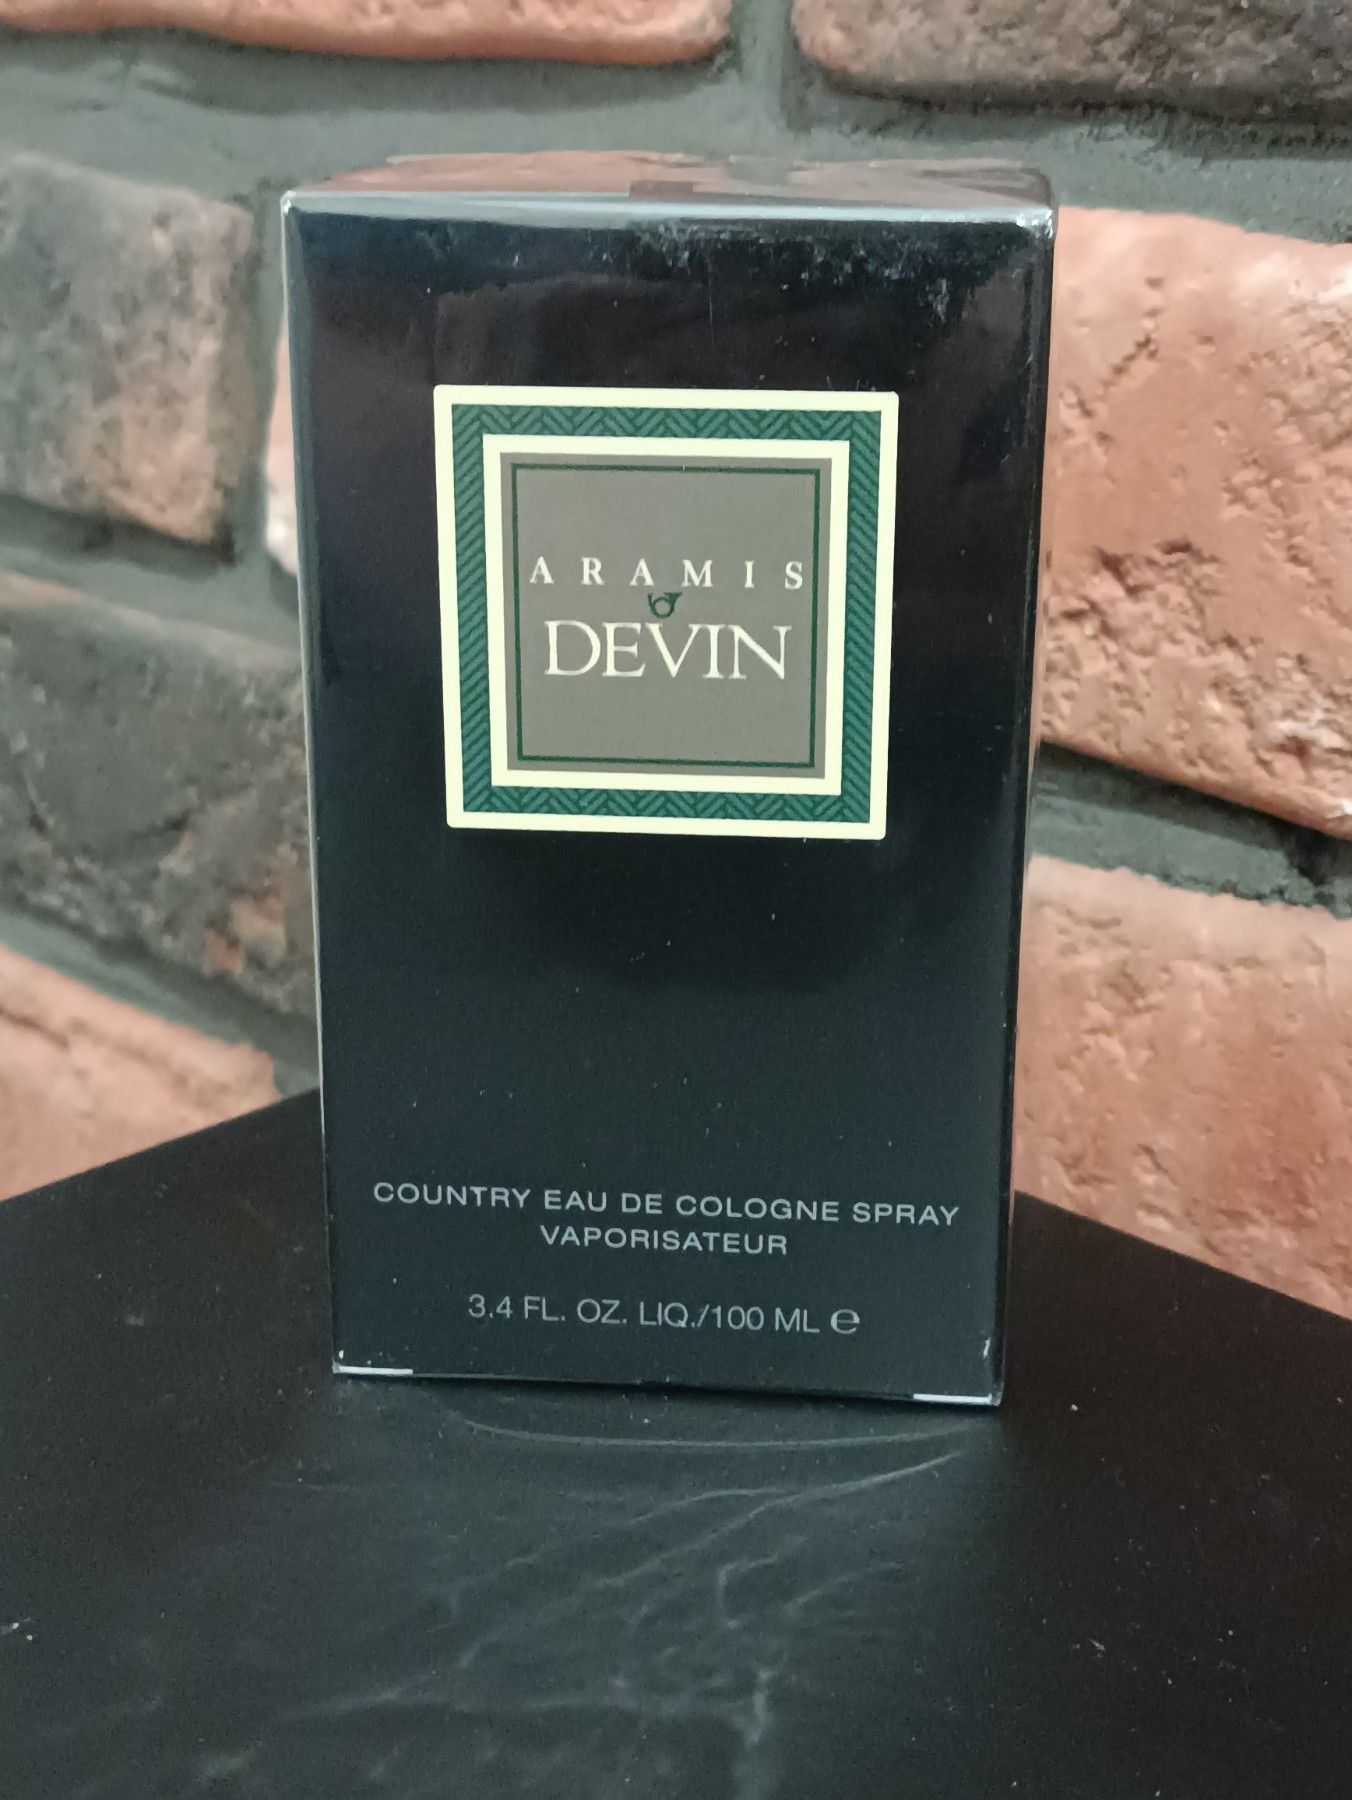 ARAMIS
DEVIN
COUNTRY EAU DE COLOGNE SPRAY
VAPORISATEUR
3.4 FL. OZ. LIQ./100 ML ℮